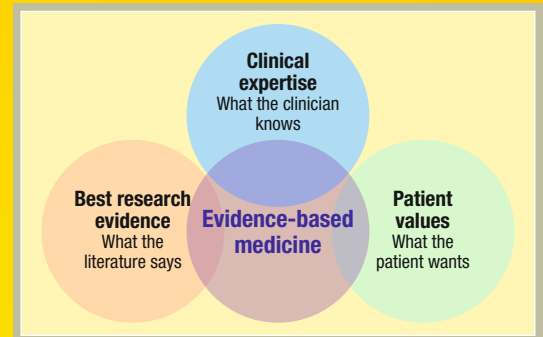 Clinical
expertise
What the clinician
knows
Best research
evidence
What the
literature says
Evidence-based
medicine
Patient
values
What the
patient wants